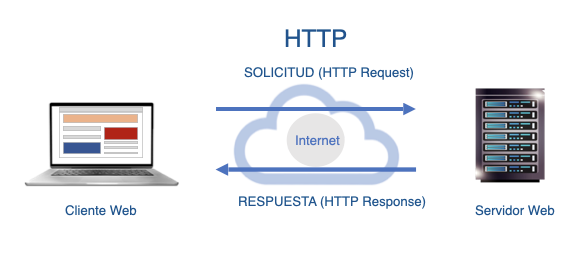 HTTP
SOLICITUD (HTTP Request)
Internet
RESPUESTA (HTTP Response)
Cliente Web
Servidor Web